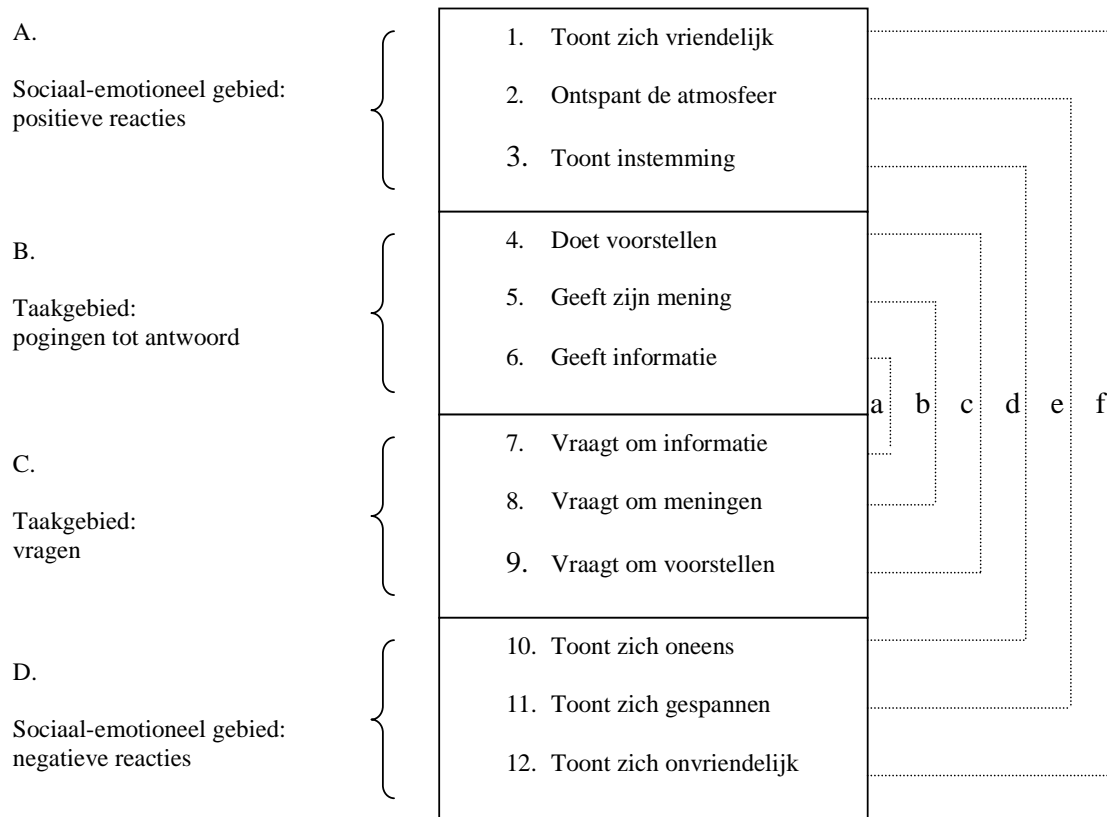 A.
Sociaal-emotioneel gebied:
positieve reacties
1. Toont zich vriendelijk
2. Ontspant de atmosfeer
3. Toont instemming
B.
Taakgebied:
pogingen tot antwoord
4. Doet voorstellen
5. Geeft zijn mening
6. Geeft informatie
a b c d e f
C.
Taakgebied:
vragen
7. Vraagt om informatie
8. Vraagt om meningen
9. Vraagt om voorstellen
D.
Sociaal-emotioneel gebied:
negatieve reacties
10. Toont zich oneens
11. Toont zich gespannen
12. Toont zich onvriendelijk